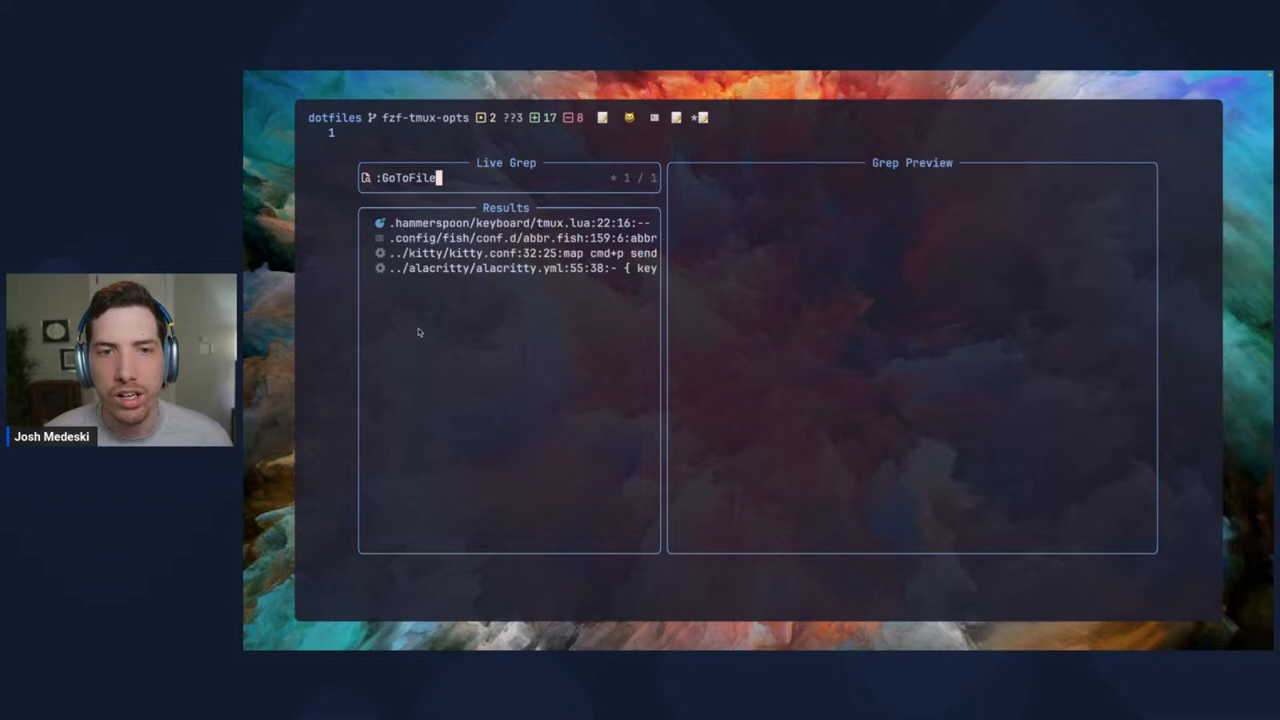 dotfiles fzf-tmux-opts 2 ??3 17 8
1
Live Grep
:GoToFile 1 / 1
Results
.hammerspoon/keyboard/tmux.lua:22:16:--
.config/fish/conf.d/abbr.fish:159:6:abbr
../kitty/kitty.conf:32:25:map cmd+p send
../alacritty/alacritty.yml:55:38:- { key
Grep Preview
Josh Medeski